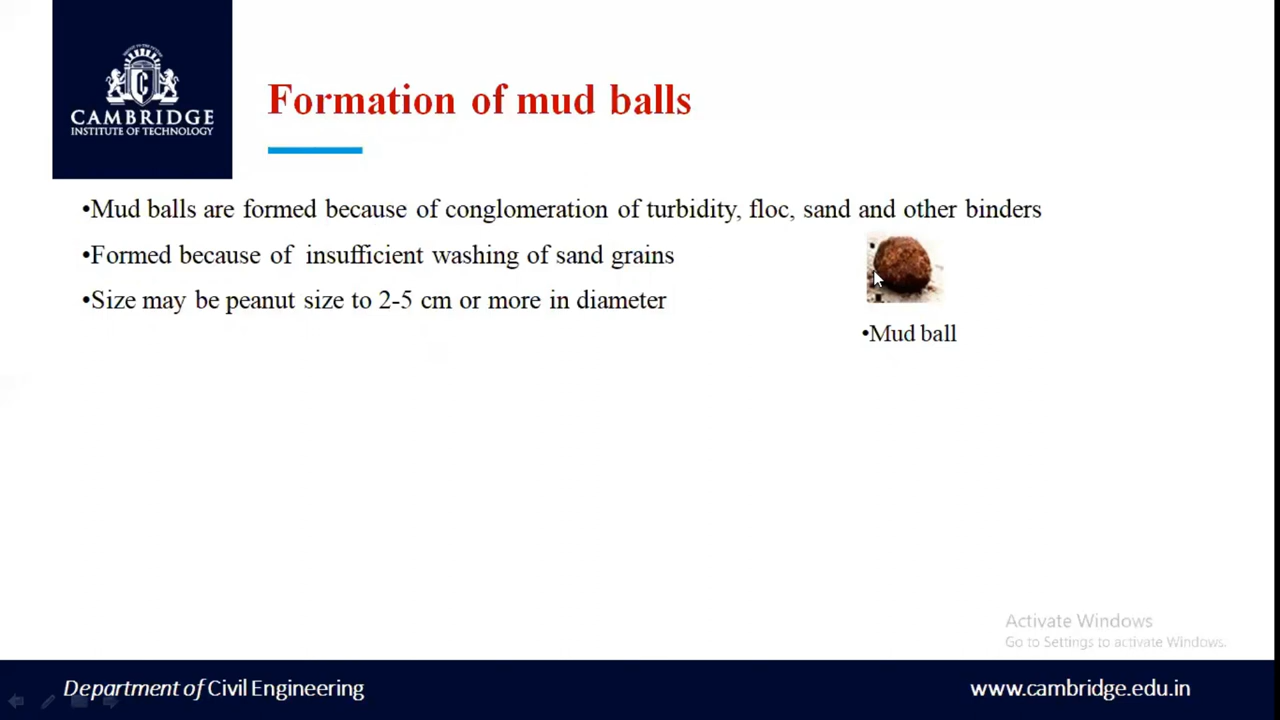 CAMBRIDGE
INSTITUTE OF TECHNOLOGY
Formation of mud balls
•Mud balls are formed because of conglomeration of turbidity, floc, sand and other binders
•Formed because of insufficient washing of sand grains
•Size may be peanut size to 2-5 cm or more in diameter
•Mud ball
Activate Windows
Go to Settings to activate Windows.
Department of Civil Engineering
www.cambridge.edu.in